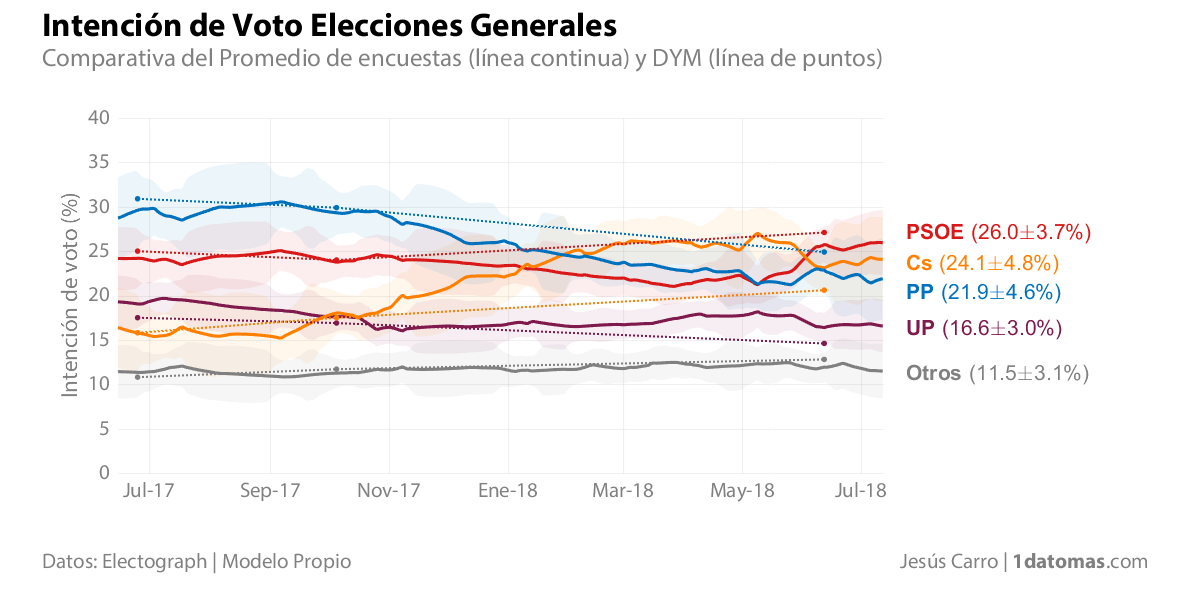 Intención de Voto Elecciones Generales
Comparativa del Promedio de encuestas (línea continua) y DYM (línea de puntos)
Intención de voto (%)
40
35
30
25
20
15
10
5
0
Jul-17 Sep-17 Nov-17 Ene-18 Mar-18 May-18 Jul-18
PSOE (26.0±3.7%)
Cs (24.1±4.8%)
PP (21.9±4.6%)
UP (16.6±3.0%)
Otros (11.5±3.1%)
Datos: Electograph | Modelo Propio
Jesús Carro | 1datomas.com